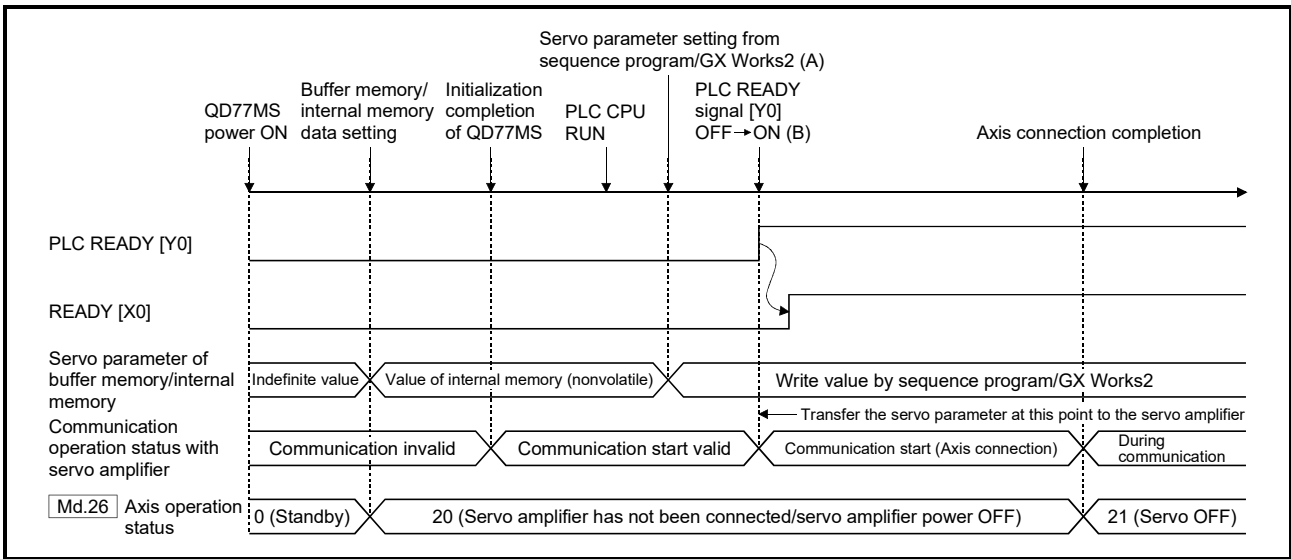 Servo parameter setting from
sequence program/GX Works2 (A)
QD77MS
power ON
Buffer memory/
internal memory
data setting
Initialization
completion
of QD77MS
PLC CPU
RUN
PLC READY
signal [Y0]
OFF→ON (B)
Axis connection completion
PLC READY [Y0]
READY [X0]
Servo parameter of
buffer memory/internal
memory
Indefinite value
Value of internal memory (nonvolatile)
Write value by sequence program/GX Works2
Transfer the servo parameter at this point to the servo amplifier
Communication
operation status with
servo amplifier
Communication invalid
Communication start valid
Communication start (Axis connection)
During
communication
Md.26 Axis operation
status
0 (Standby)
20 (Servo amplifier has not been connected/servo amplifier power OFF)
21 (Servo OFF)